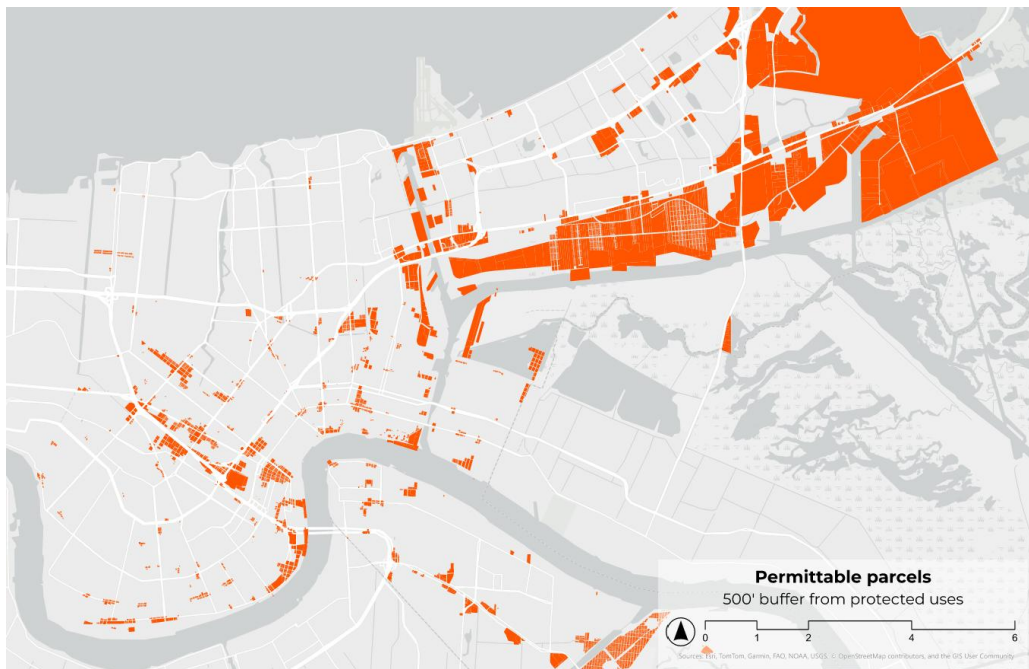 Permittable parcels
500' buffer from protected uses
0 1 2 4 6
Sources: Esri, TomTom, Garmin, FAO, NOAA, USGS, © OpenStreetMap contributors, and the GIS User Community